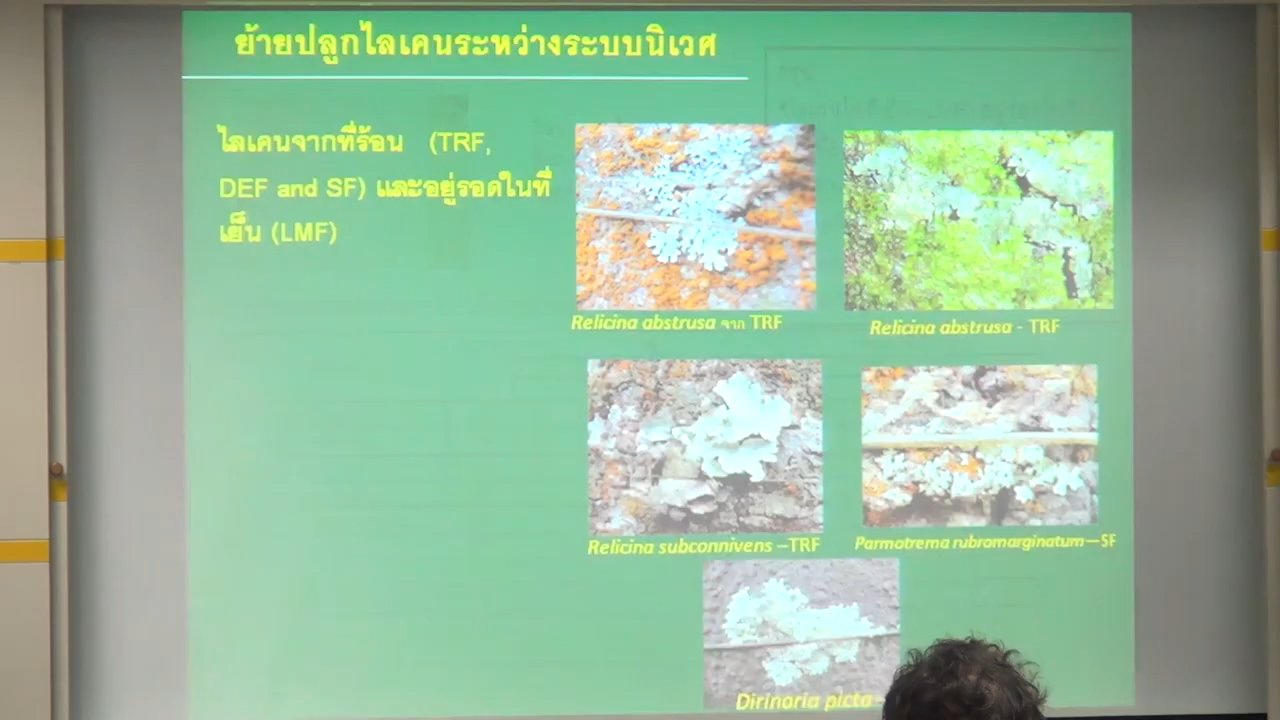 ย้ายปลูกไลเคนระหว่างระบบนิเวศ
ไลเคนจากที่ร้อน (TRF,
DEF and SF) และอยู่รอดในที่
เย็น (LMF)
Relicina abstrusa จาก TRF
Relicina abstrusa - TRF
Relicina subconnivens –TRF
Parmotrema rubromarginatum—SF
Dirinaria picta -